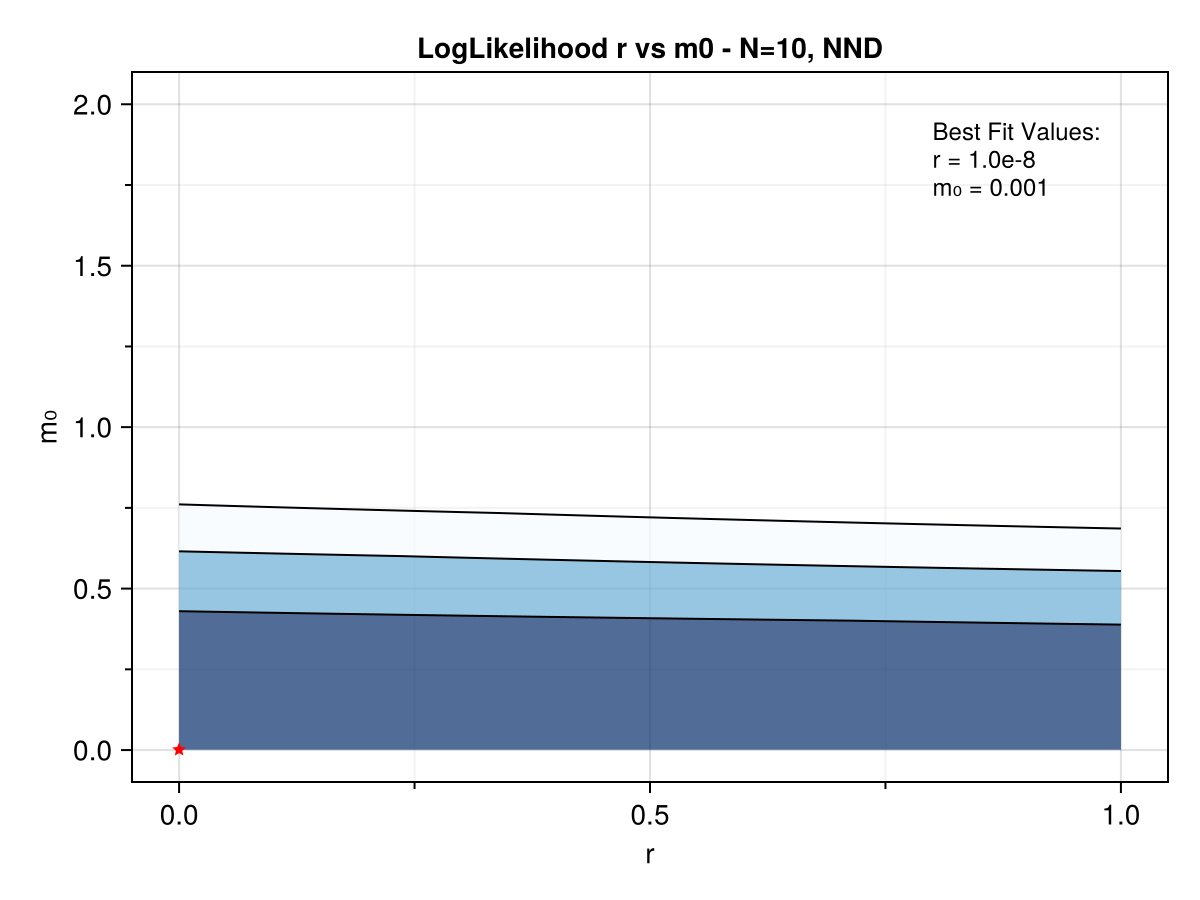 LogLikelihood r vs m0 - N=10, NND
Best Fit Values:
r = 1.0e-8
m₀ = 0.001
2.0
1.5
1.0
0.5
0.0
m₀
0.0
0.5
1.0
r